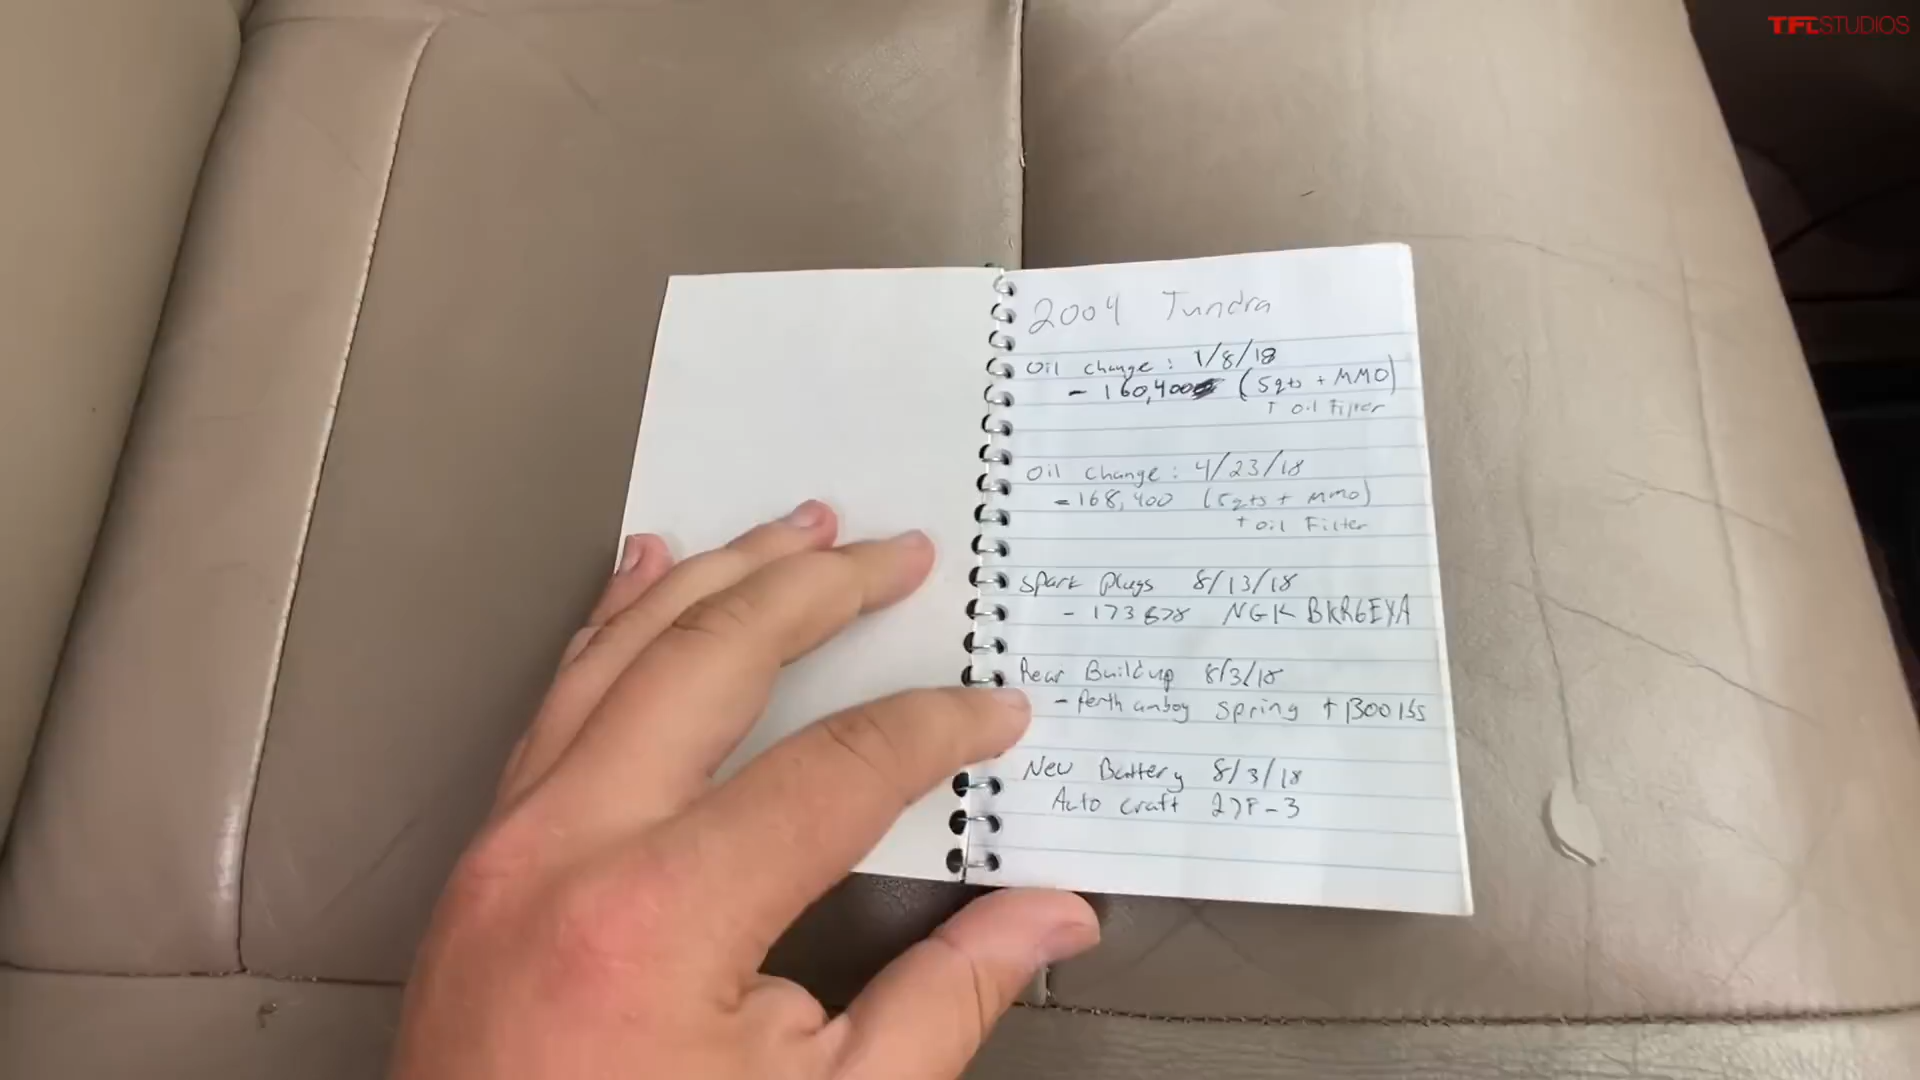 TFLSTUDIOS
2004 Tundra
Oil change: 1/8/18
- 160,400 (5qts + MMO)
+ Oil Filter
Oil Change: 4/23/18
- 168,400 (5qts + MMO)
+ Oil Filter
Spark Plugs 8/13/18
- 173 878 NGK BKR6EYA
Rear Buildup 8/3/18
- Perth amboy spring + 1300 lbs
New Battery 8/3/18
Auto craft 27F-3